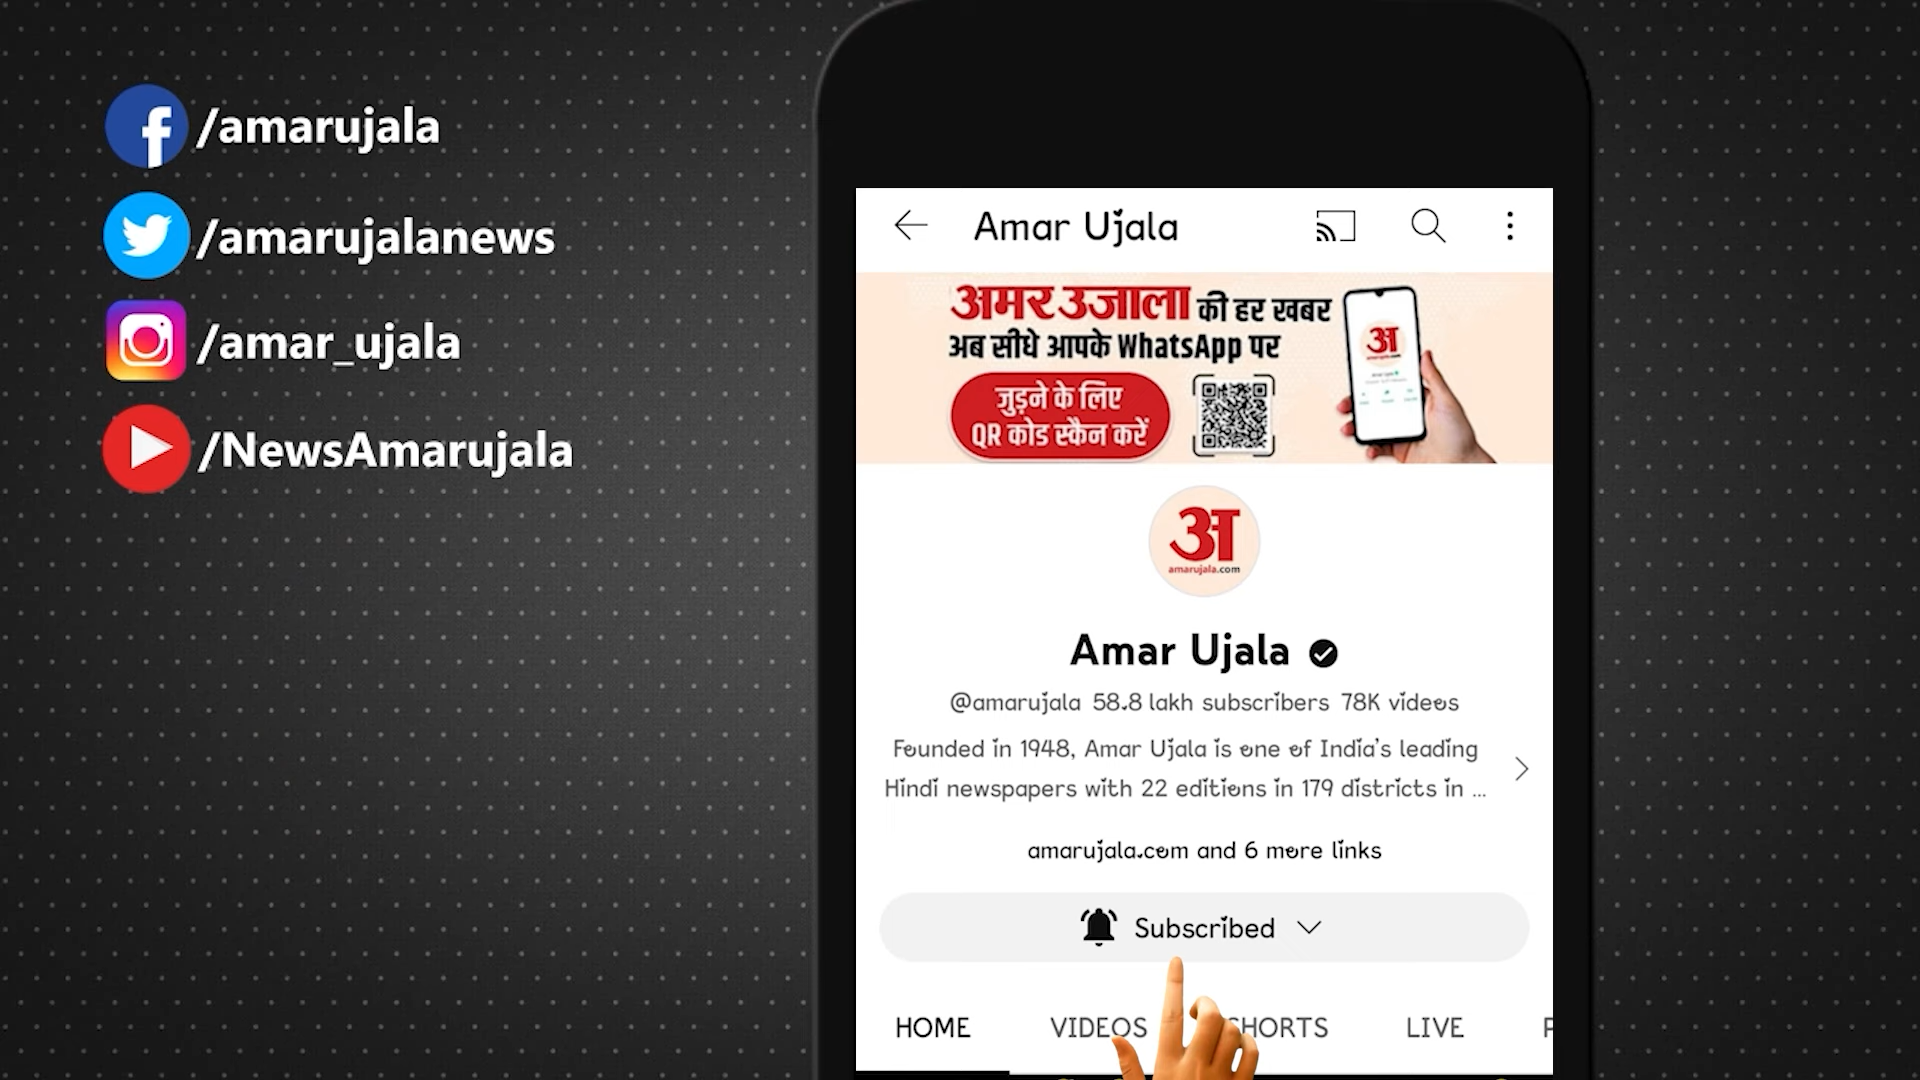 /amarujala
/amarujalanews
/amar_ujala
/NewsAmarujala
Amar Ujala
अमर उजाला की हर खबर
अब सीधे आपके WhatsApp पर
जुड़ने के लिए
QR कोड स्कैन करें
अ
अ
amarujala.com
Amar Ujala
@amarujala 58.8 lakh subscribers 78K videos
Founded in 1948, Amar Ujala is one of India's leading
Hindi newspapers with 22 editions in 179 districts in ...
amarujala.com and 6 more links
Subscribed
HOME VIDEOS SHORTS LIVE